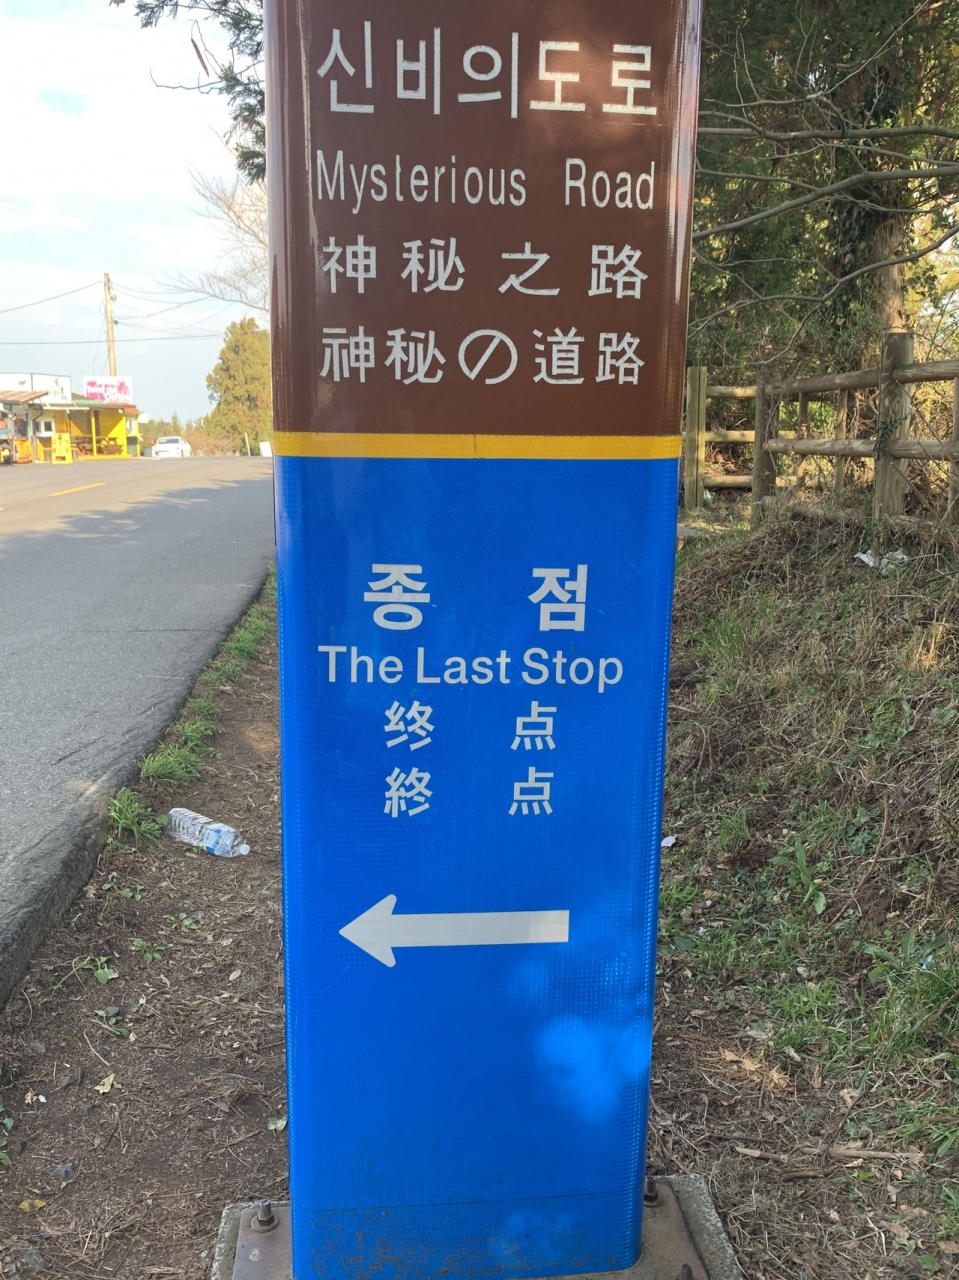 신비의도로
Mysterious Road
神秘之路
神秘の道路
종 점
The Last Stop
终 点
終 点